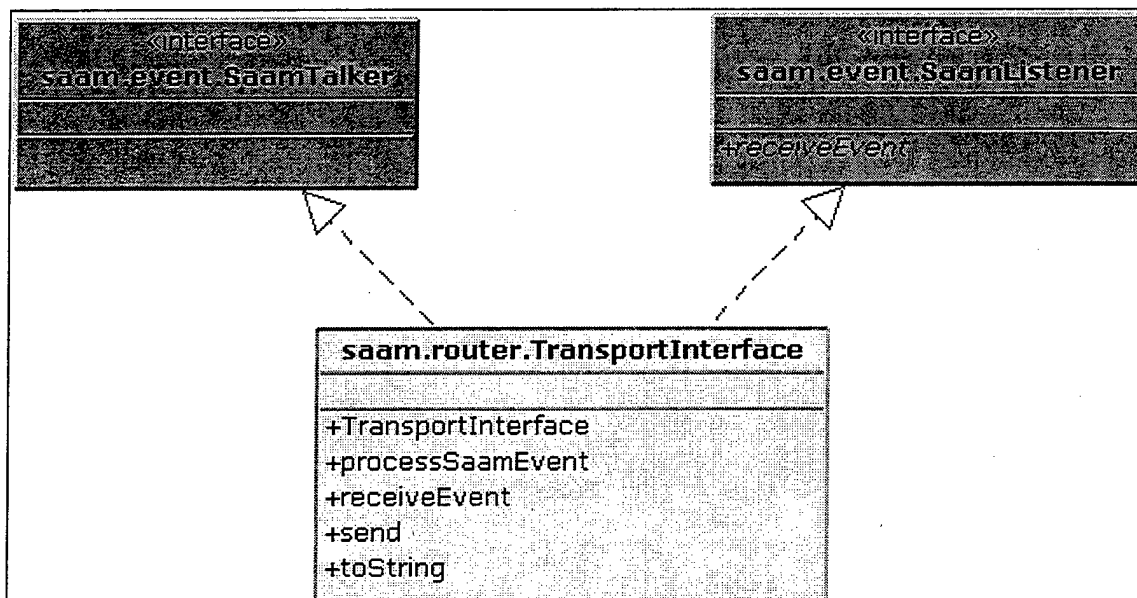 «interface»
saam.event.SaamTalker
«interface»
saam.event.SaamListener
+receiveEvent
saam.router.TransportInterface
+TransportInterface
+processSaamEvent
+receiveEvent
+send
+toString